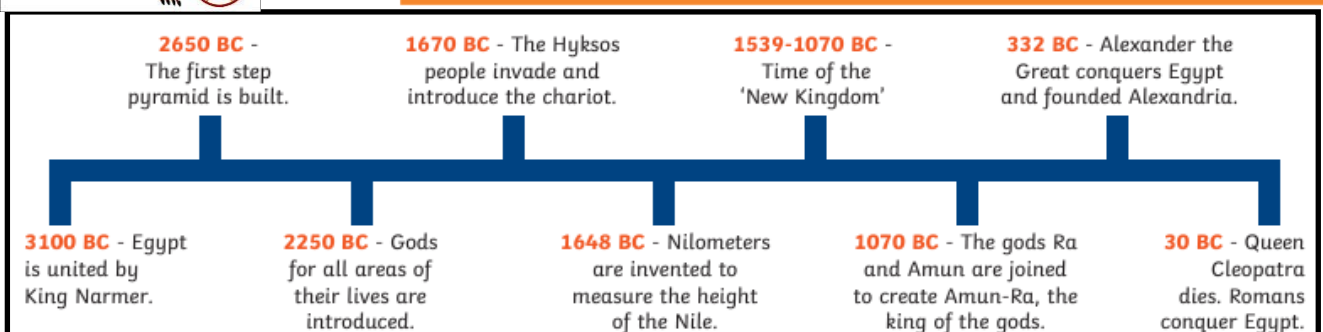 2650 BC -
The first step
pyramid is built.
1670 BC - The Hyksos
people invade and
introduce the chariot.
1539-1070 BC -
Time of the
‘New Kingdom’
332 BC - Alexander the
Great conquers Egypt
and founded Alexandria.
3100 BC - Egypt
is united by
King Narmer.
2250 BC - Gods
for all areas of
their lives are
introduced.
1648 BC - Nilometers
are invented to
measure the height
of the Nile.
1070 BC - The gods Ra
and Amun are joined
to create Amun-Ra, the
king of the gods.
30 BC - Queen
Cleopatra
dies. Romans
conquer Egypt.